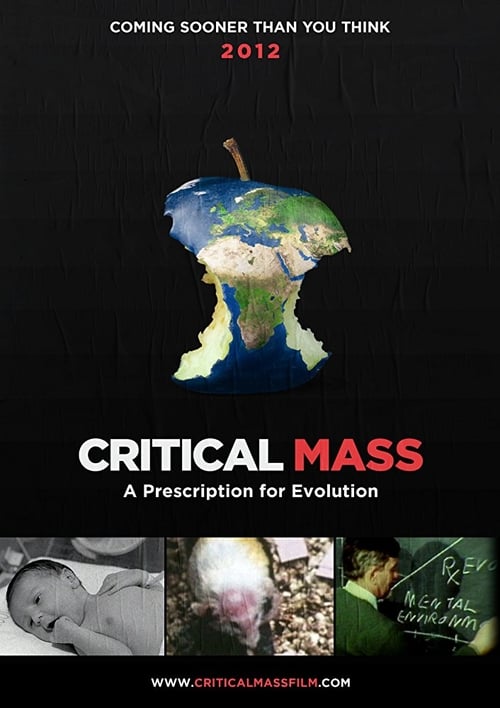 COMING SOONER THAN YOU THINK
2012
CRITICAL MASS
A Prescription for Evolution
MENTAL
WWW.CRITICALMASSFILM.COM